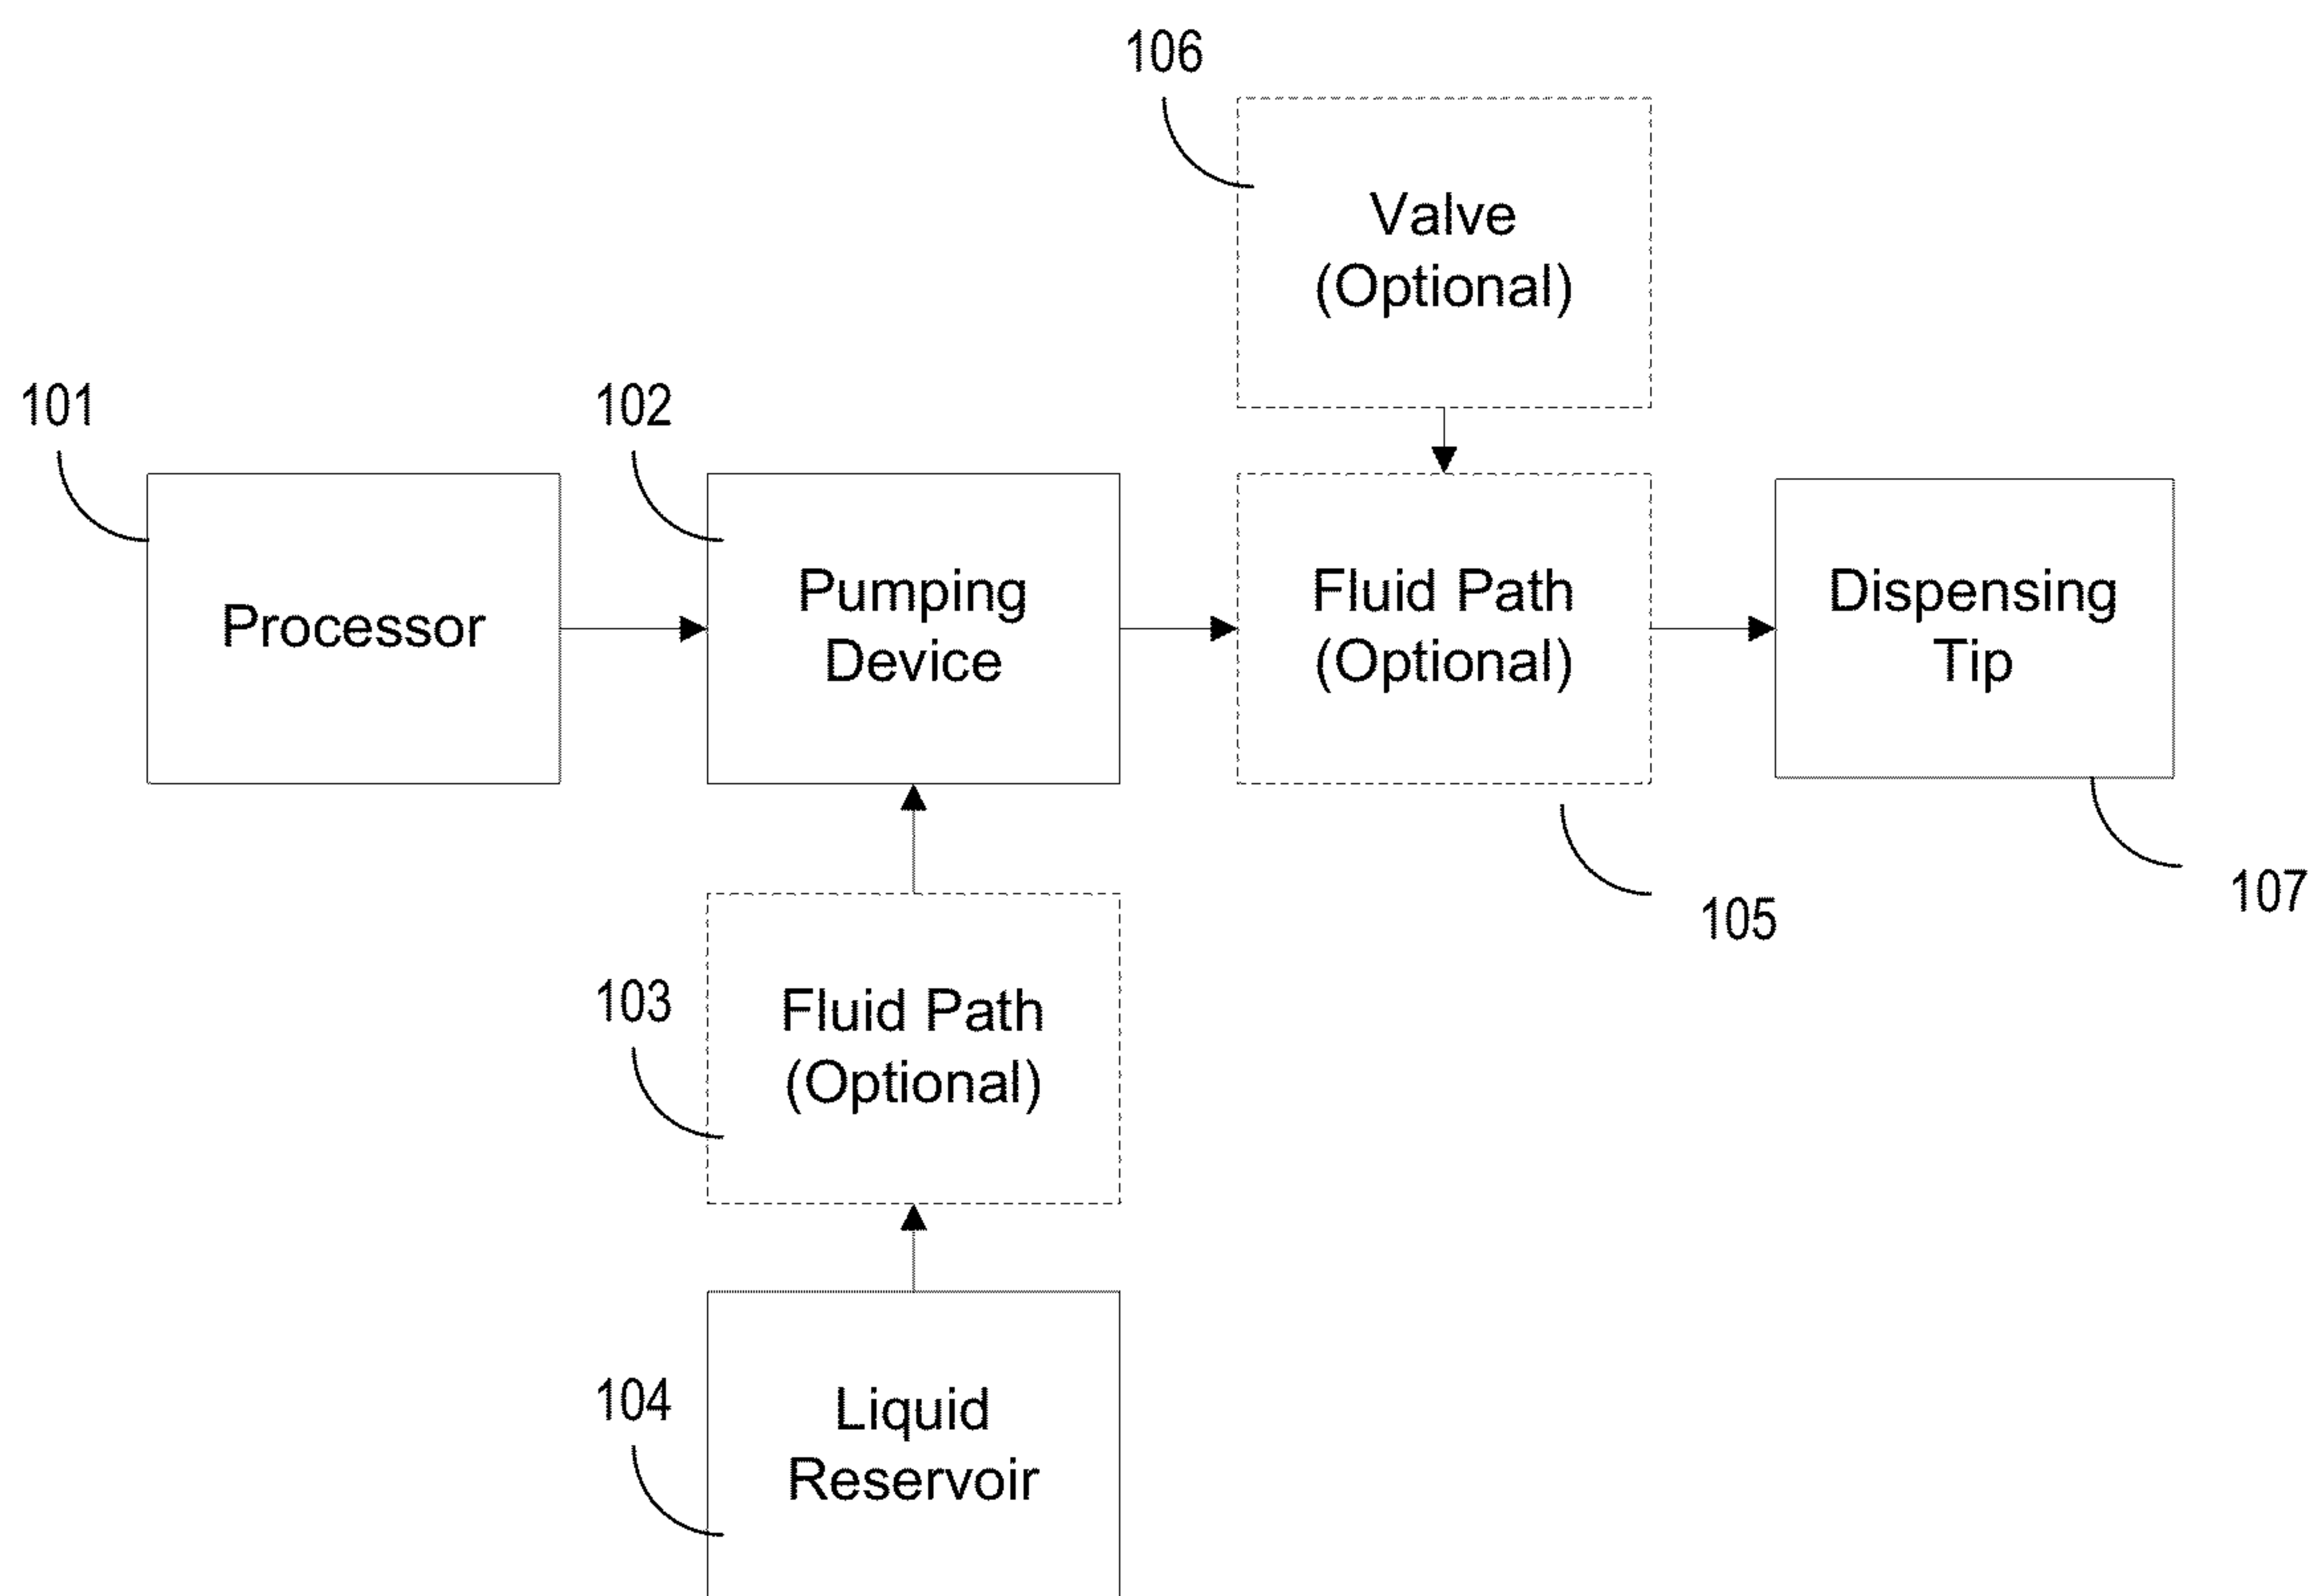 106
Valve
(Optional)
101
102
Processor
Pumping
Device
Fluid Path
(Optional)
Dispensing
Tip
105
107
103
Fluid Path
(Optional)
104
Liquid
Reservoir